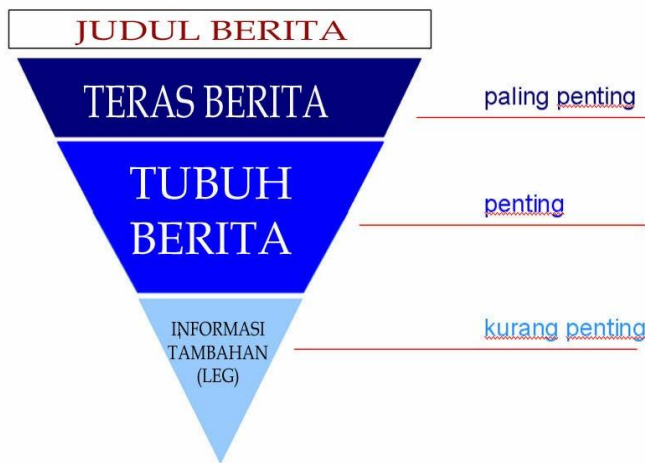 JUDUL BERITA
TERAS BERITA
paling penting
TUBUH
BERITA
penting
INFORMASI
TAMBAHAN
(LEG)
kurang penting